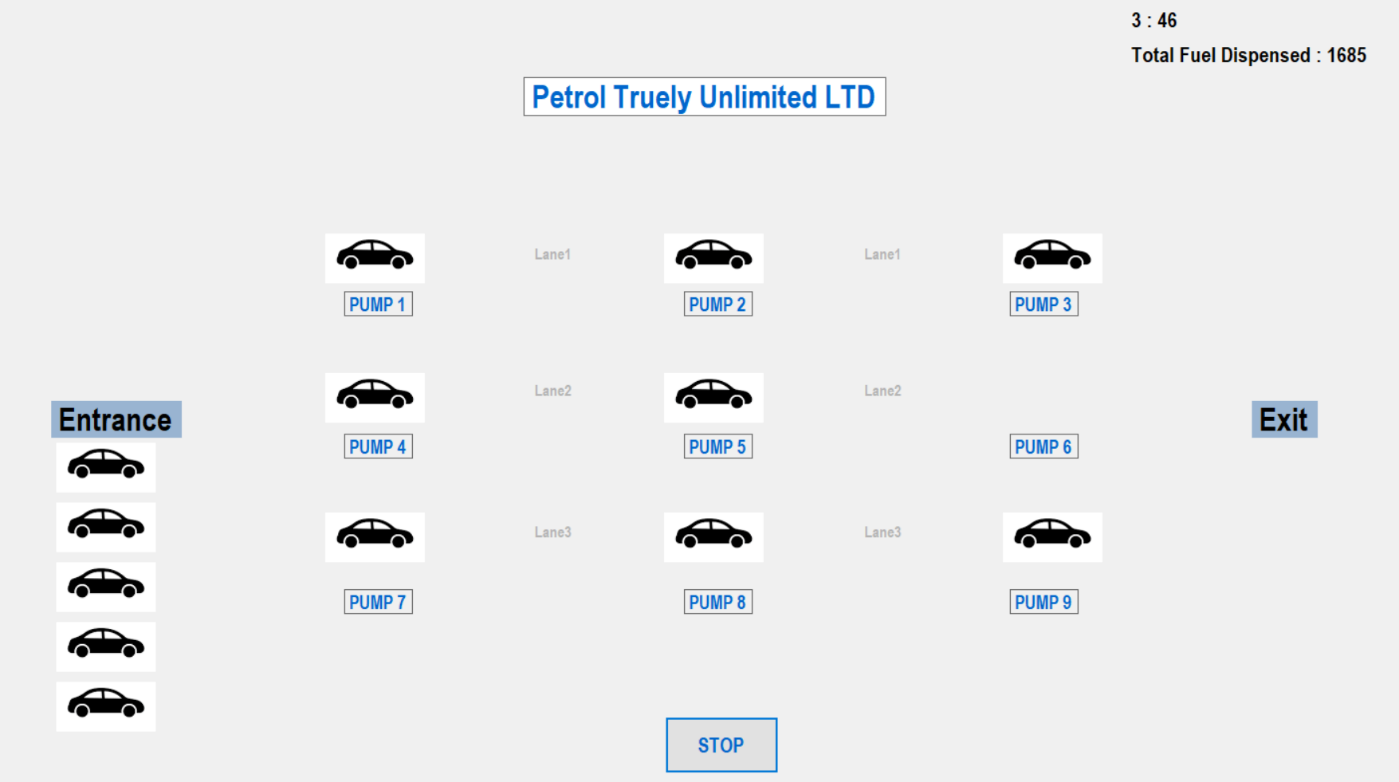 3 : 46
Total Fuel Dispensed : 1685
Petrol Truely Unlimited LTD
Lane1 Lane1
PUMP 1 PUMP 2 PUMP 3
Lane2 Lane2
Entrance Exit
PUMP 4 PUMP 5 PUMP 6
Lane3 Lane3
PUMP 7 PUMP 8 PUMP 9
STOP